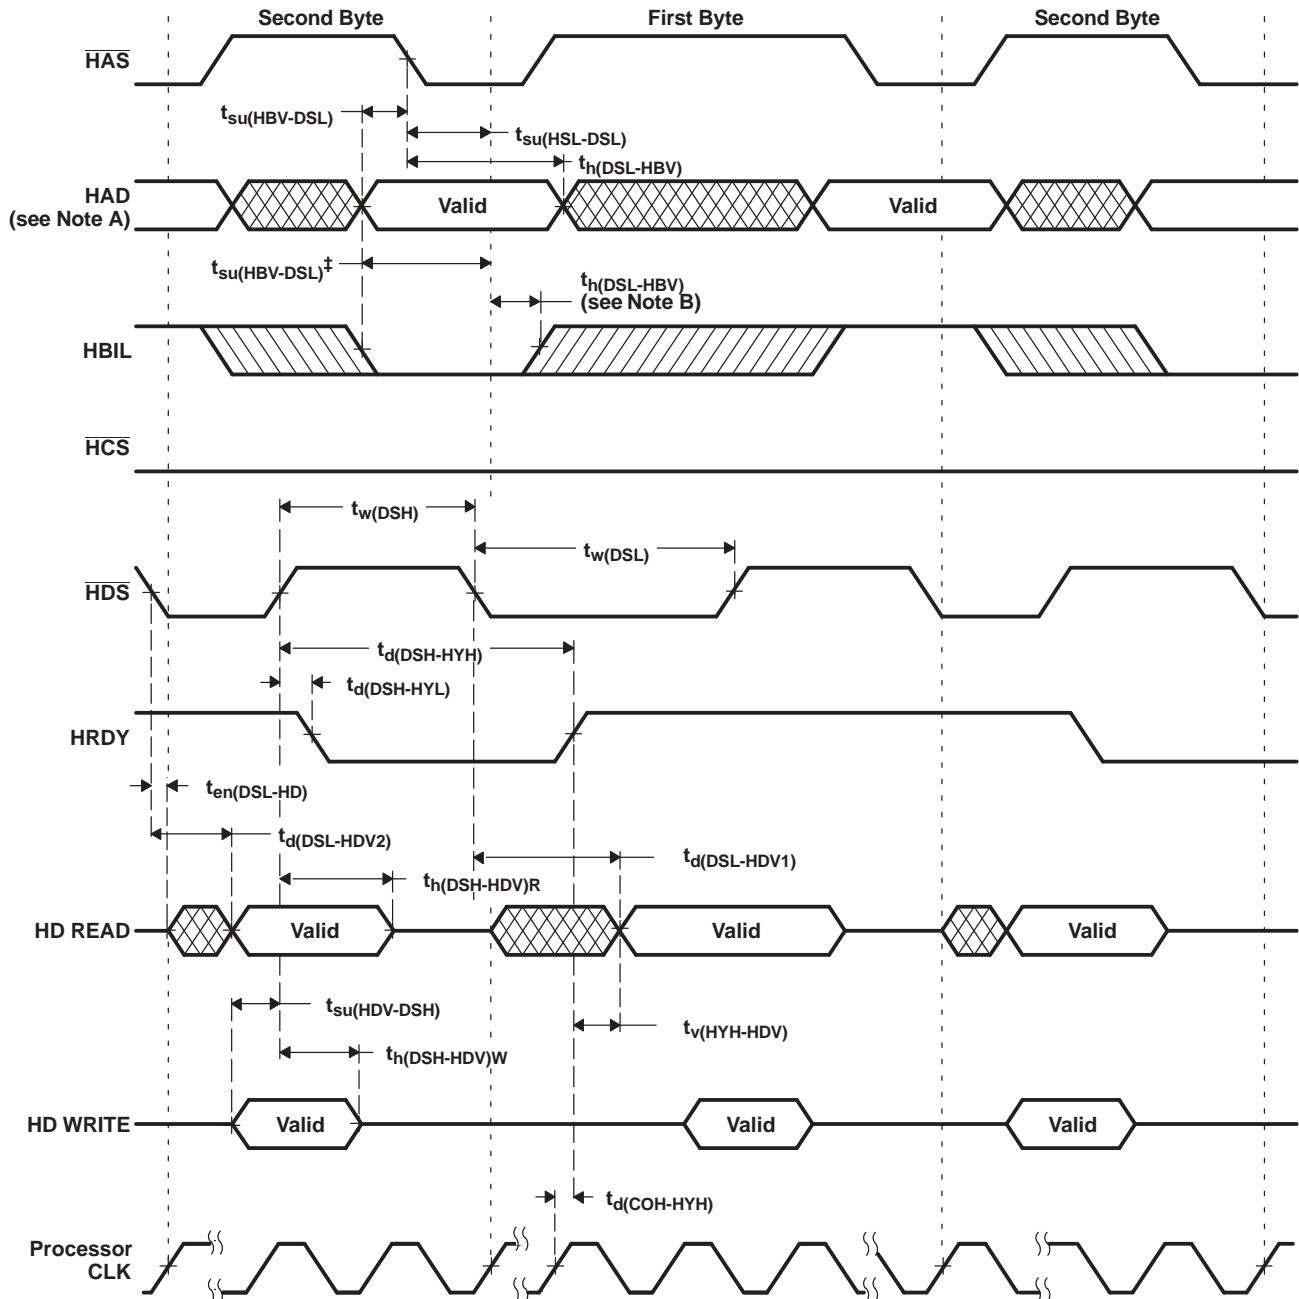 Second Byte First Byte Second Byte
HAS
tsu(HBV-DSL)
tsu(HSL-DSL)
th(DSL-HBV)
HAD
(see Note A)
Valid Valid
tsu(HBV-DSL)‡
th(DSL-HBV)
(see Note B)
HBIL
HCS
tw(DSH)
tw(DSL)
HDS
td(DSH-HYH)
td(DSH-HYL)
HRDY
ten(DSL-HD)
td(DSL-HDV2)
td(DSL-HDV1)
th(DSH-HDV)R
HD READ Valid Valid Valid
tsu(HDV-DSH)
tv(HYH-HDV)
th(DSH-HDV)W
HD WRITE Valid Valid Valid
td(COH-HYH)
Processor
CLK